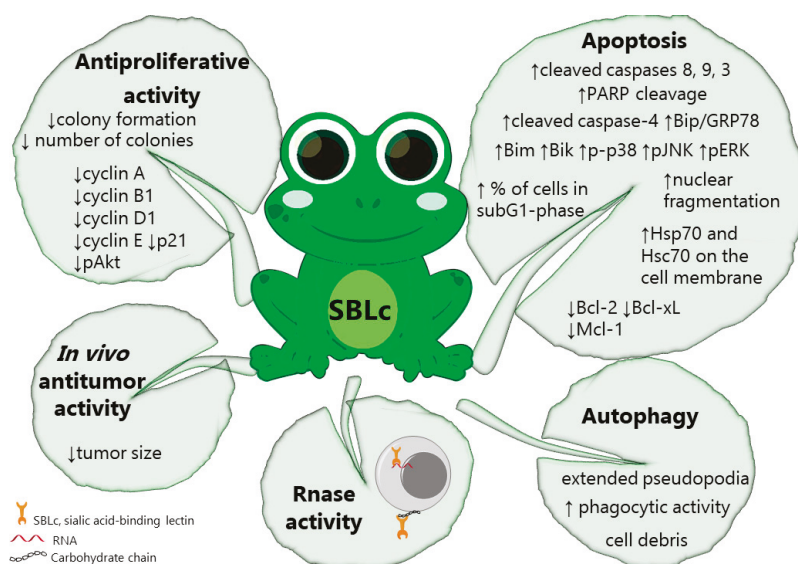 Antiproliferative
activity
↓colony formation
↓ number of colonies
↓cyclin A
↓cyclin B1
↓cyclin D1
↓cyclin E ↓p21
↓pAkt
Apoptosis
↑cleaved caspases 8, 9, 3
↑PARP cleavage
↑cleaved caspase-4 ↑Bip/GRP78
↑Bim ↑Bik ↑p-p38 ↑pJNK ↑pERK
↑ % of cells in
subG1-phase
↑nuclear
fragmentation
↑Hsp70 and
Hsc70 on the
cell membrane
↓Bcl-2 ↓Bcl-xL
↓Mcl-1
SBLc
In vivo
antitumor
activity
↓tumor size
Rnase
activity
Autophagy
extended pseudopodia
↑ phagocytic activity
cell debris
SBLc, sialic acid-binding lectin
RNA
Carbohydrate chain